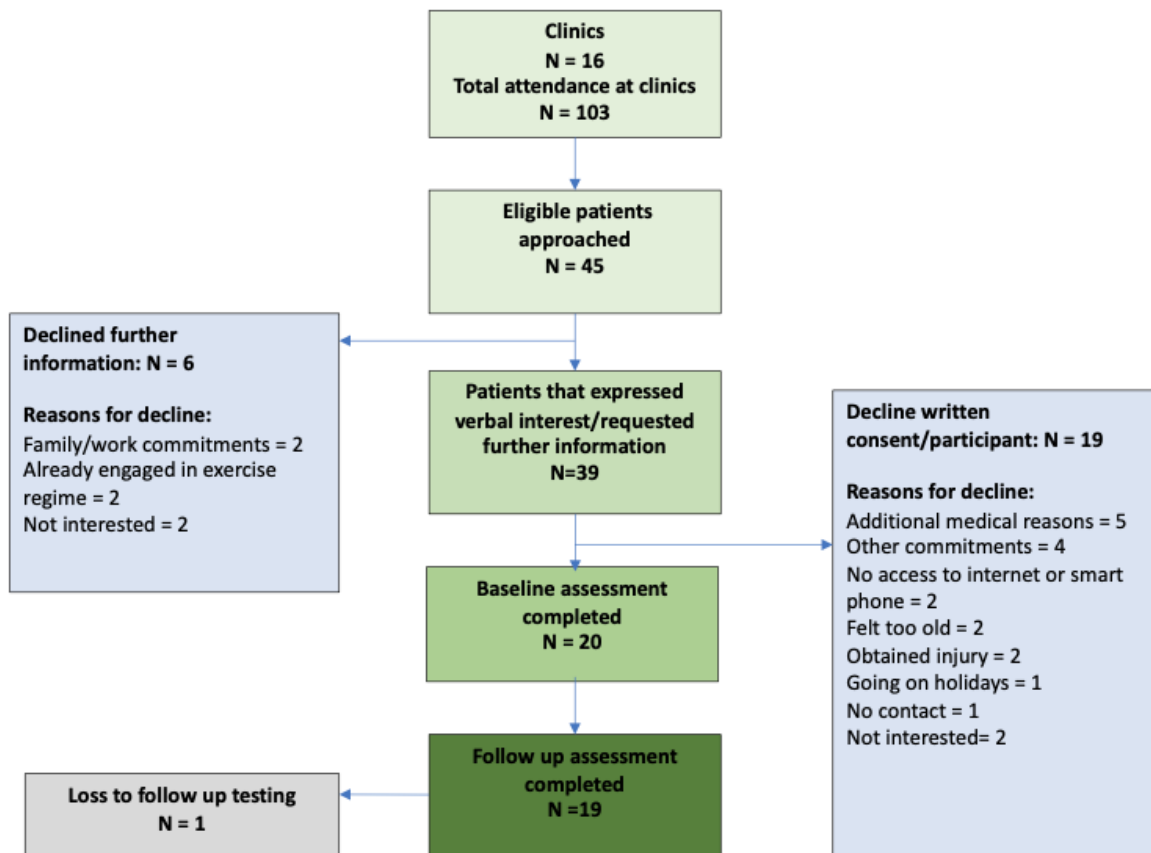 Clinics
N = 16
Total attendance at clinics
N = 103
Eligible patients
approached
N = 45
Declined further
information: N = 6
Reasons for decline:
Family/work commitments = 2
Already engaged in exercise
regime = 2
Not interested = 2
Patients that expressed
verbal interest/requested
further information
N=39
Decline written
consent/participant: N = 19
Reasons for decline:
Additional medical reasons = 5
Other commitments = 4
No access to internet or smart
phone = 2
Felt too old = 2
Obtained injury = 2
Going on holidays = 1
No contact = 1
Not interested= 2
Baseline assessment
completed
N = 20
Follow up assessment
completed
N =19
Loss to follow up testing
N = 1